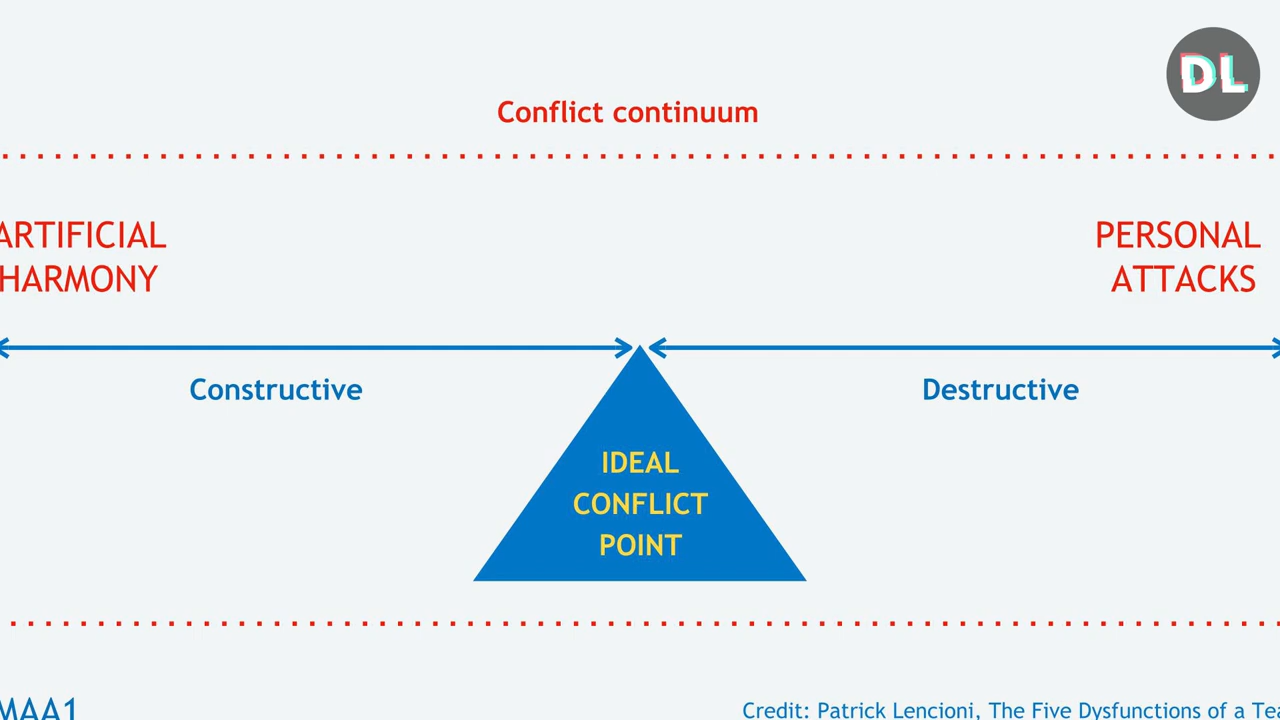 DL
Conflict continuum
ARTIFICIAL
HARMONY
PERSONAL
ATTACKS
Constructive
Destructive
IDEAL
CONFLICT
POINT
MAA1
Credit: Patrick Lencioni, The Five Dysfunctions of a Tea